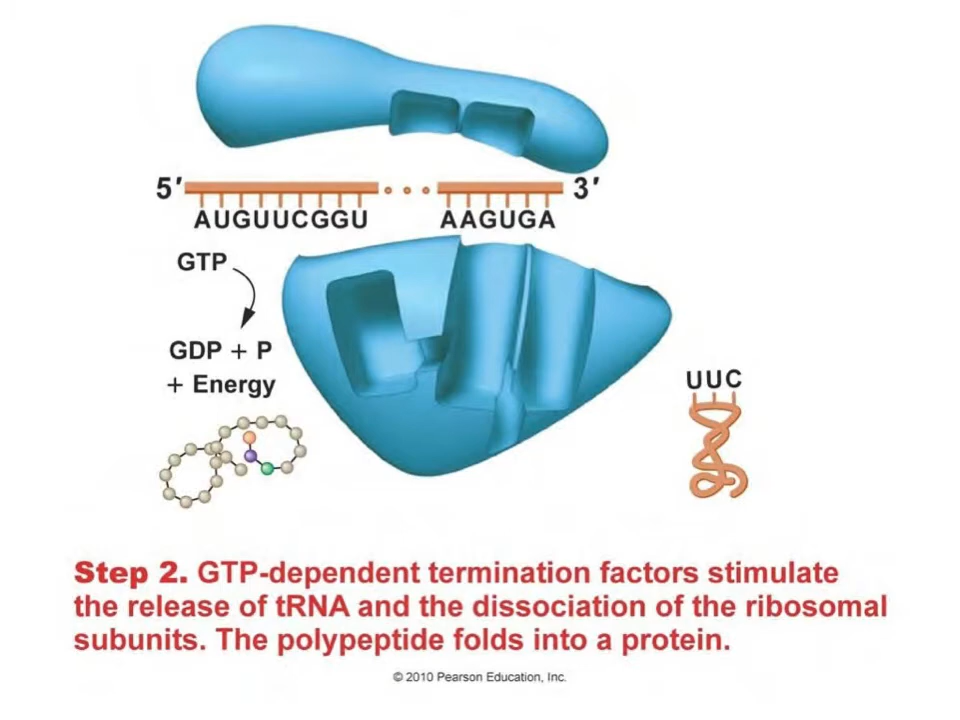 5′ 3′
AUGUUCGGU AAGUGA
GTP
GDP + P
+ Energy
UUC
Step 2. GTP-dependent termination factors stimulate
the release of tRNA and the dissociation of the ribosomal
subunits. The polypeptide folds into a protein.
© 2010 Pearson Education, Inc.